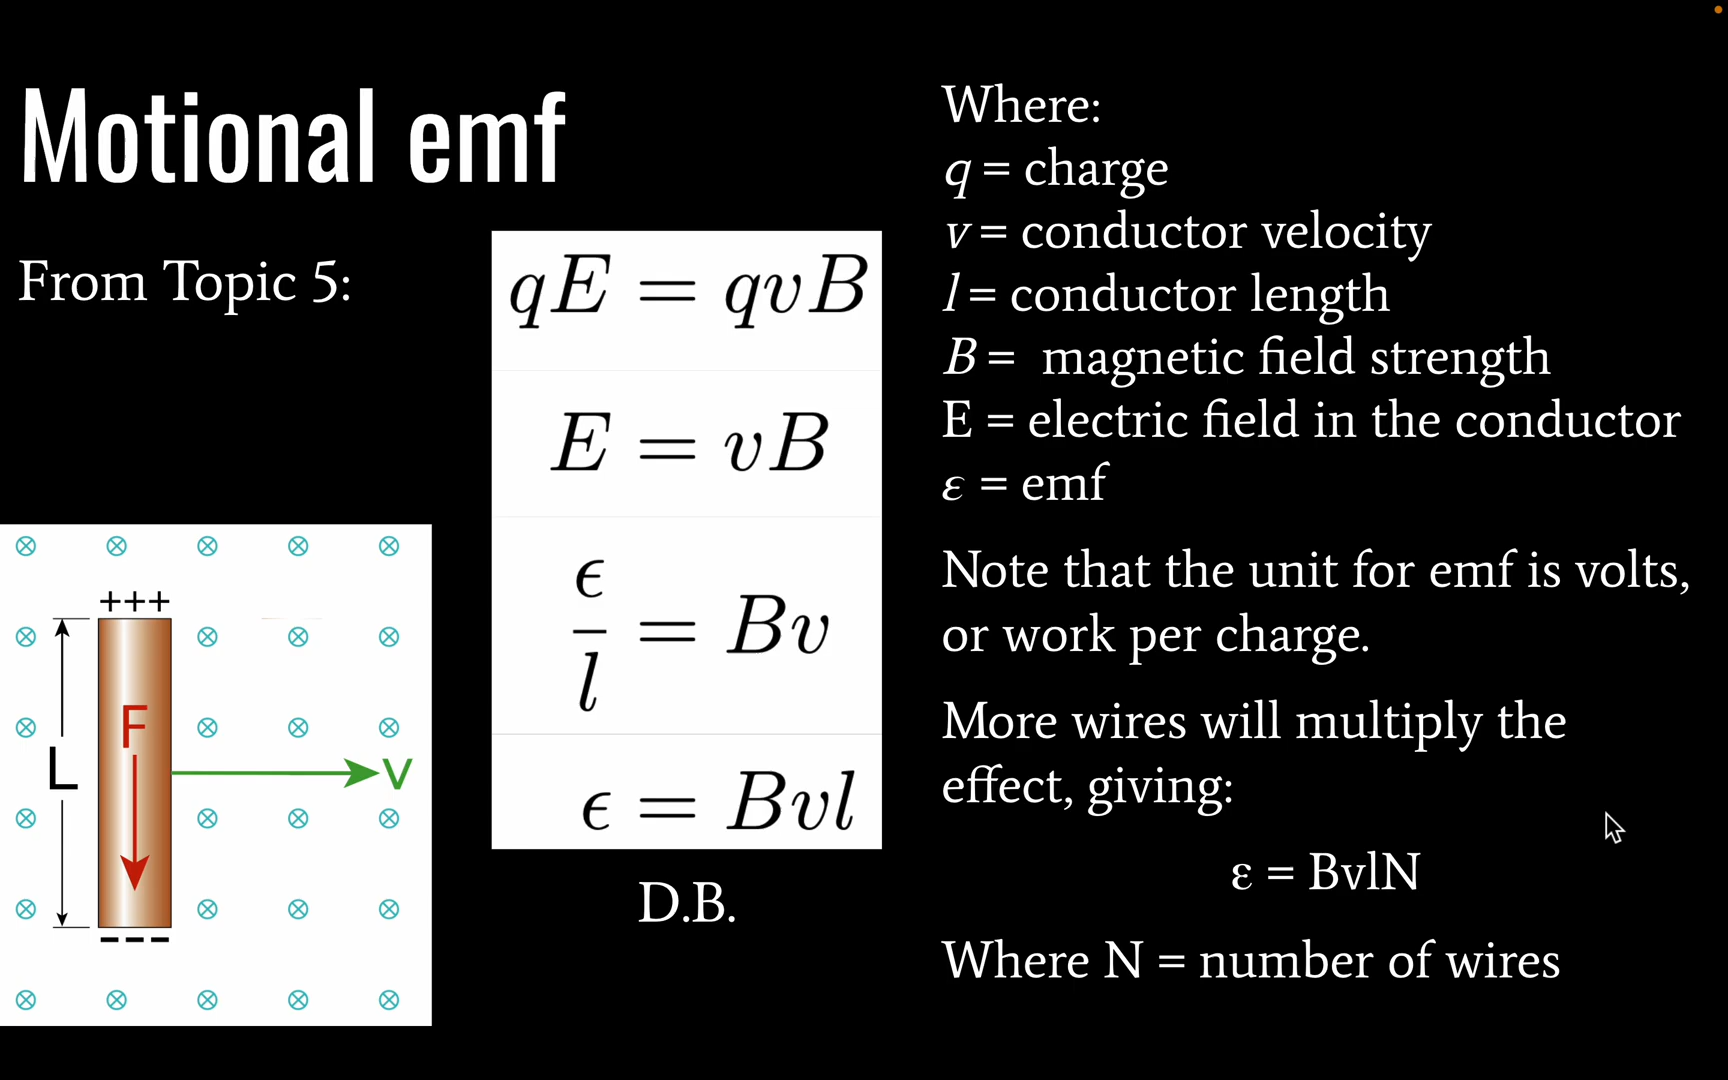 Motional emf
From Topic 5:
+++
L
F
v
---
qE = qvB
E = vB
ϵ/l = Bv
ϵ = Bvl
D.B.
Where:
q = charge
v = conductor velocity
l = conductor length
B = magnetic field strength
E = electric field in the conductor
ε = emf
Note that the unit for emf is volts,
or work per charge.
More wires will multiply the
effect, giving:
ε = BvlN
Where N = number of wires